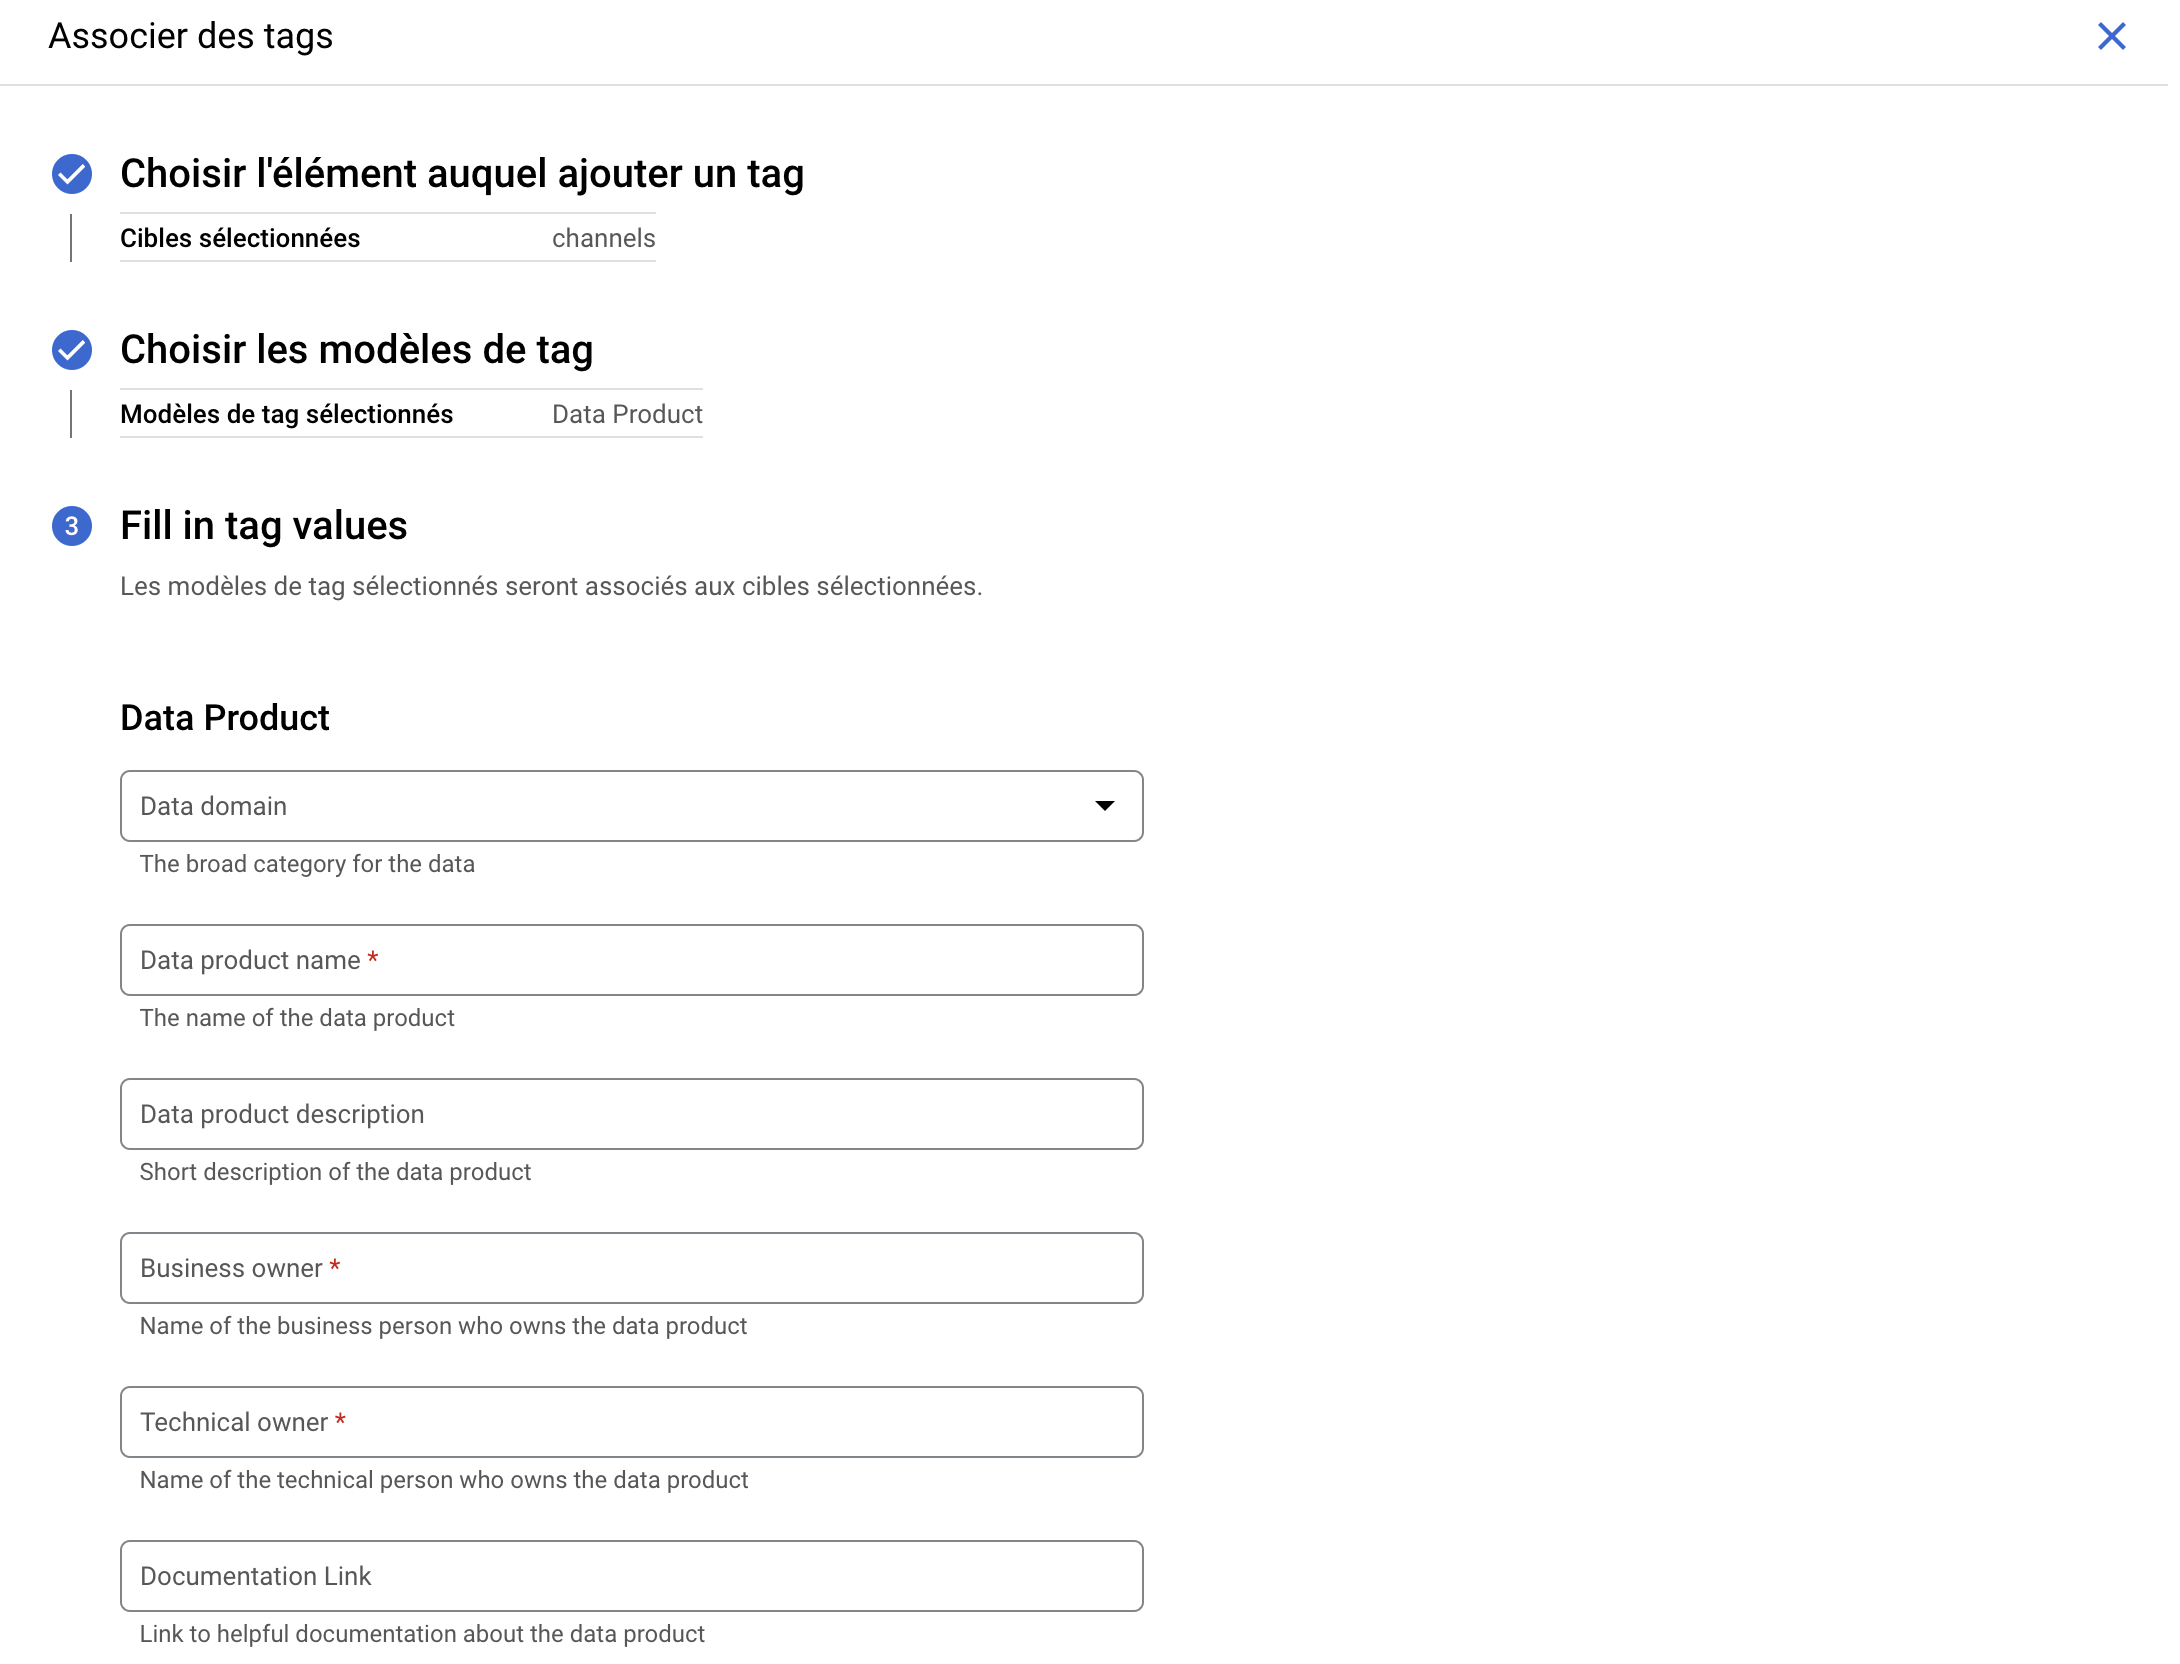 Associer des tags
Choisir l'élément auquel ajouter un tag
Cibles sélectionnées channels
Choisir les modèles de tag
Modèles de tag sélectionnés Data Product
3 Fill in tag values
Les modèles de tag sélectionnés seront associés aux cibles sélectionnées.
Data Product
Data domain
The broad category for the data
Data product name *
The name of the data product
Data product description
Short description of the data product
Business owner *
Name of the business person who owns the data product
Technical owner *
Name of the technical person who owns the data product
Documentation Link
Link to helpful documentation about the data product